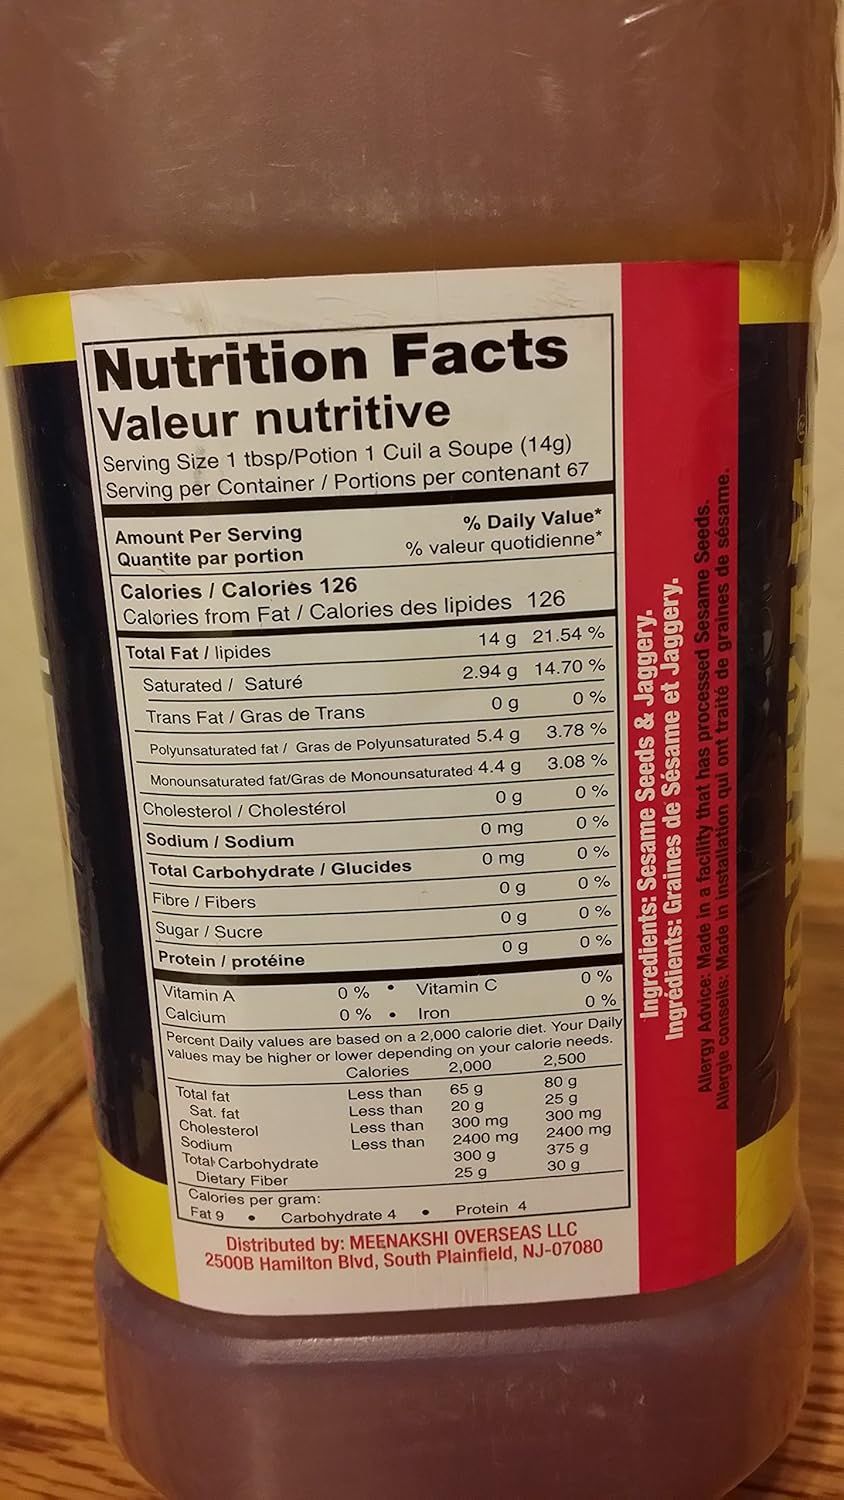 Nutrition Facts
Valeur nutritive
Serving Size 1 tbsp/Potion 1 Cuil a Soupe (14g)
Serving per Container / Portions per contenant 67
Amount Per Serving % Daily Value*
Quantite par portion % valeur quotidienne*
Calories / Caloriès 126
Calories from Fat / Calories des lipides 126
Total Fat / lipides 14 g 21.54 %
Saturated / Saturé 2.94 g 14.70 %
Trans Fat / Gras de Trans 0 g 0 %
Polyunsaturated fat / Gras de Polyunsaturated 5.4 g 3.78 %
Monounsaturated fat/Gras de Monounsaturated 4.4 g 3.08 %
Cholesterol / Cholestérol 0 g 0 %
Sodium / Sodium 0 mg 0 %
Total Carbohydrate / Glucides 0 mg 0 %
Fibre / Fibers 0 g 0 %
Sugar / Sucre 0 g 0 %
Protein / protéine 0 g 0 %
Vitamin A 0 % • Vitamin C 0 %
Calcium 0 % • Iron 0 %
Percent Daily values are based on a 2,000 calorie diet. Your Daily
values may be higher or lower depending on your calorie needs.
Calories 2,000 2,500
Total fat Less than 65 g 80 g
Sat. fat Less than 20 g 25 g
Cholesterol Less than 300 mg 300 mg
Sodium Less than 2400 mg 2400 mg
Total Carbohydrate 300 g 375 g
Dietary Fiber 25 g 30 g
Calories per gram:
Fat 9 • Carbohydrate 4 • Protein 4
Distributed by: MEENAKSHI OVERSEAS LLC
2500B Hamilton Blvd, South Plainfield, NJ-07080
Ingredients: Sesame Seeds & Jaggery.
Ingrédients: Graines de Sésame et Jaggery.
Allergy Advice: Made in a facility that has processed Sesame Seeds.
Allergie conseils: Made in installation qui ont traité de graines de sésame.